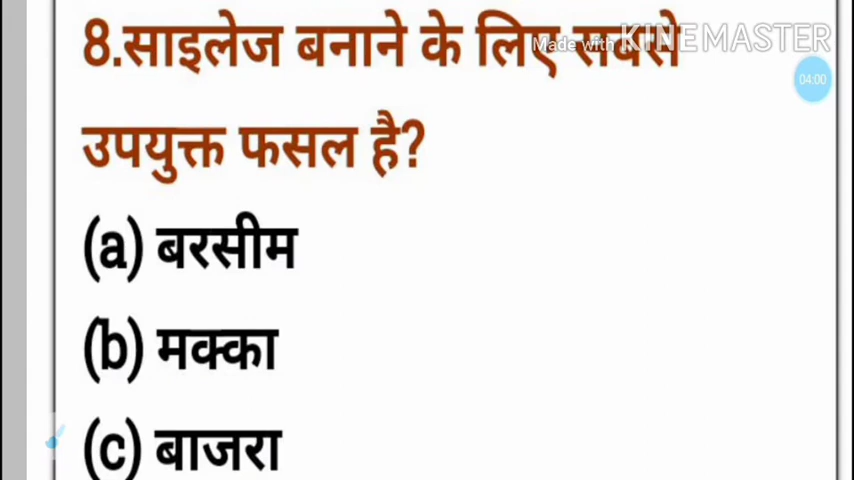 8.साइलेज बनाने के लिए सबसे
Made with KINEMASTER
04:00
उपयुक्त फसल है?
(a) बरसीम
(b) मक्का
(c) बाजरा